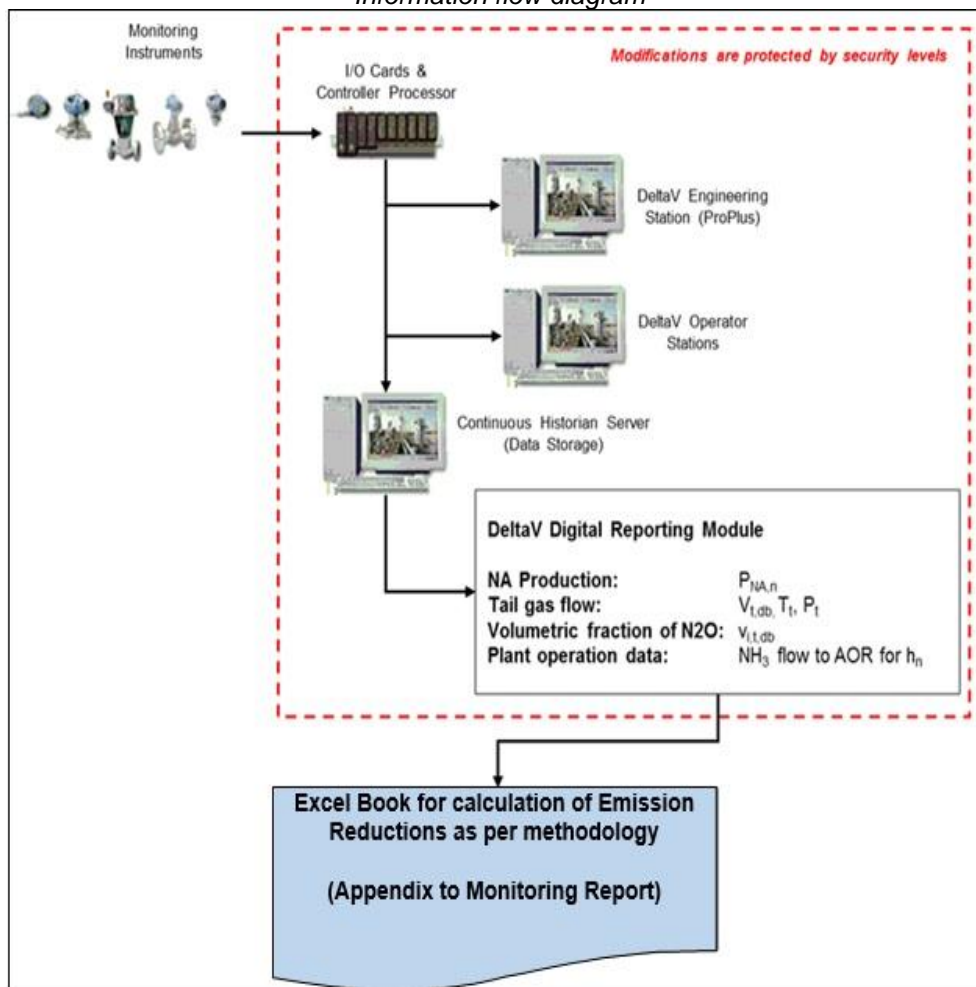 Information flow diagram
Monitoring
Instruments
Modifications are protected by security levels
I/O Cards &
Controller Processor
DeltaV Engineering
Station (ProPlus)
DeltaV Operator
Stations
Continuous Historian Server
(Data Storage)
DeltaV Digital Reporting Module
NA Production: P_NA,n
Tail gas flow: V_t,db, T_t, P_t
Volumetric fraction of N2O: v_i,t,db
Plant operation data: NH₃ flow to AOR for h_n
Excel Book for calculation of Emission
Reductions as per methodology
(Appendix to Monitoring Report)